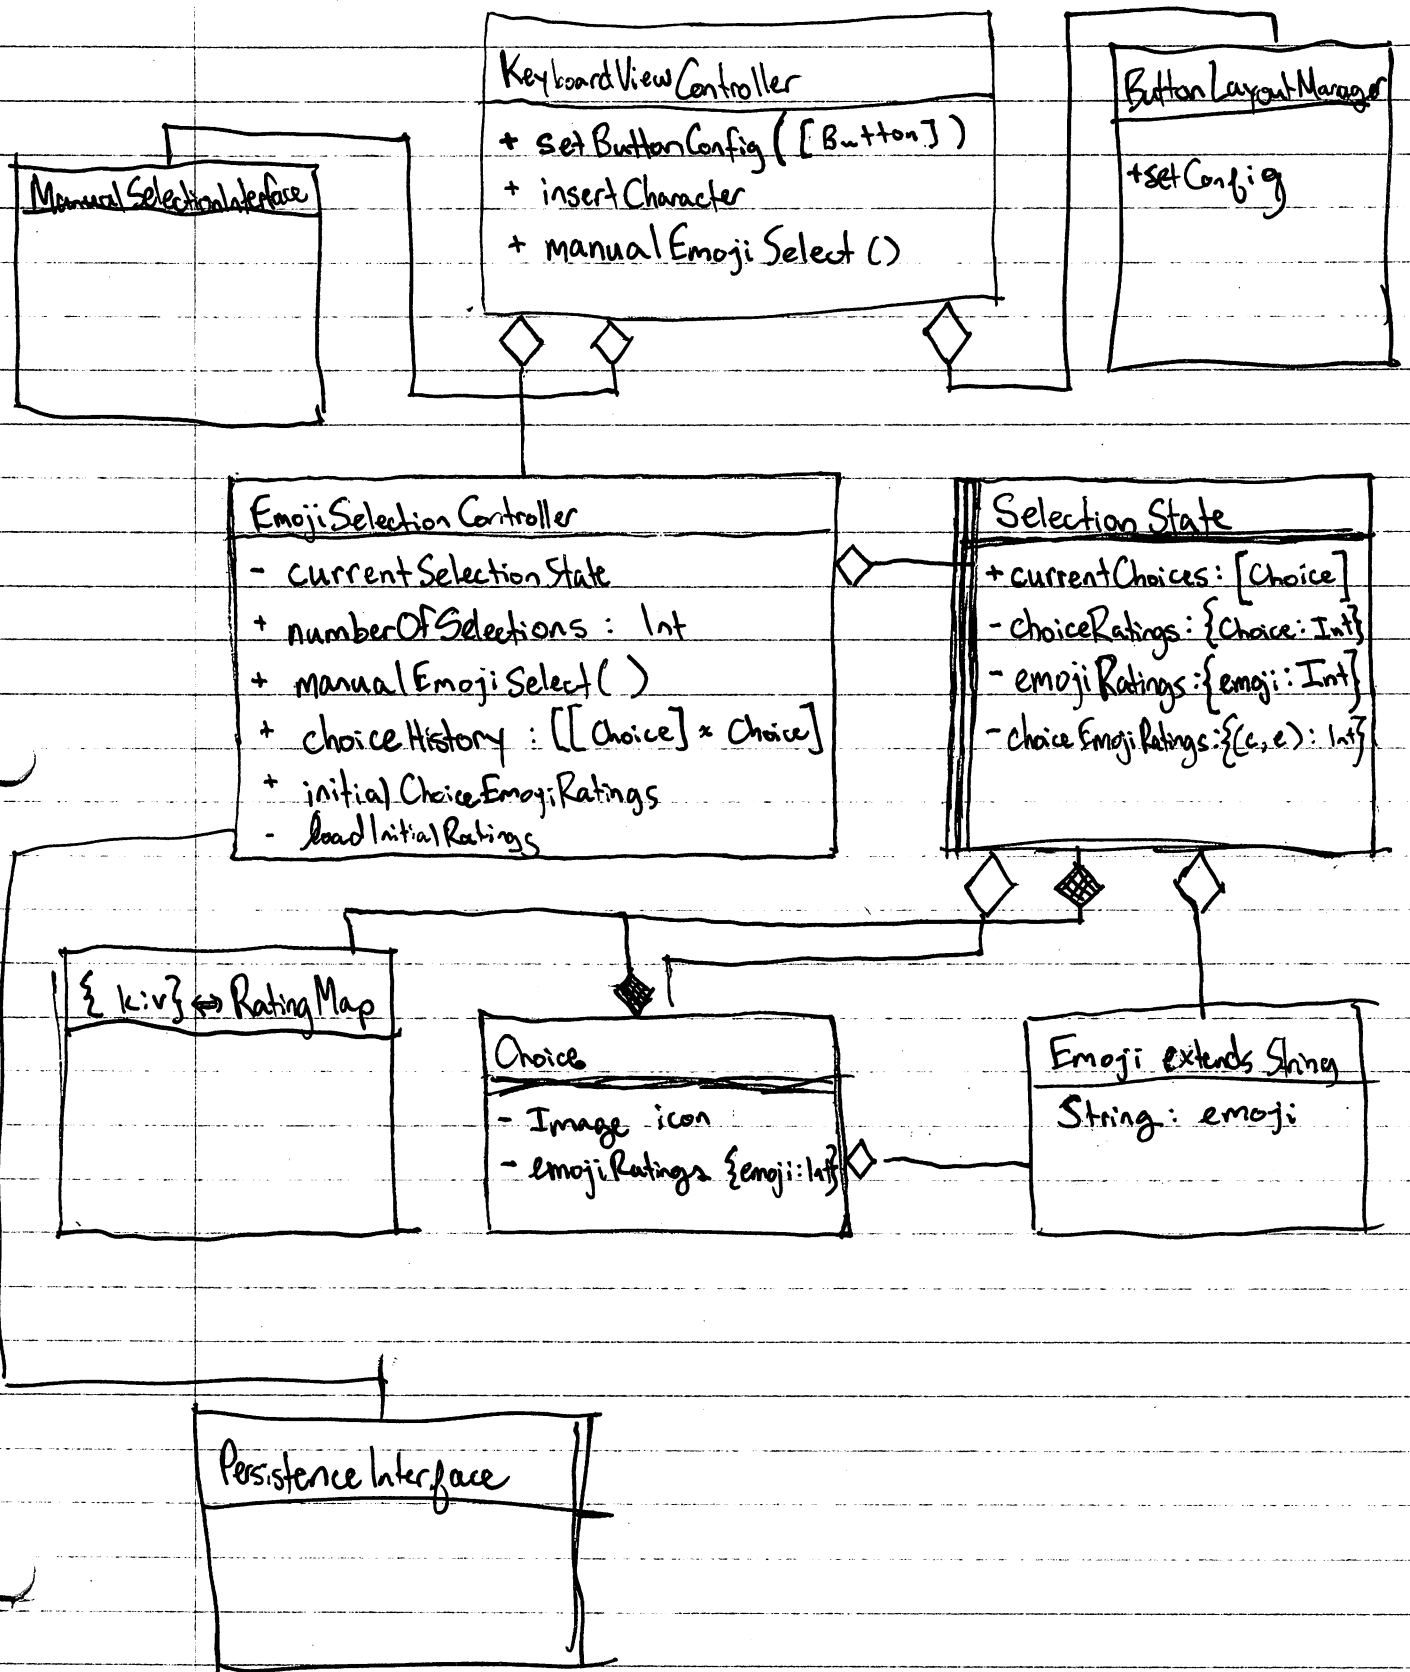 KeyboardViewController
+ setButtonConfig([Button])
+ insertCharacter
+ manualEmojiSelect()
ButtonLayoutManager
+setConfig
ManualSelectionInterface
EmojiSelectionController
- currentSelectionState
+ numberOfSelections : Int
+ manualEmojiSelect( )
+ choiceHistory : [[Choice] * Choice]
+ initialChoiceEmojiRatings
- loadInitialRatings
Selection State
+ currentChoices: [Choice]
- choiceRatings: {Choice: Int}
- emojiRatings: {emoji: Int}
- choiceEmojiRatings: {(c, e): Int}
{ k:v} ⇔ RatingMap
Choice
- Image icon
- emojiRatings {emoji: Int}
Emoji extends String
String: emoji
PersistenceInterface